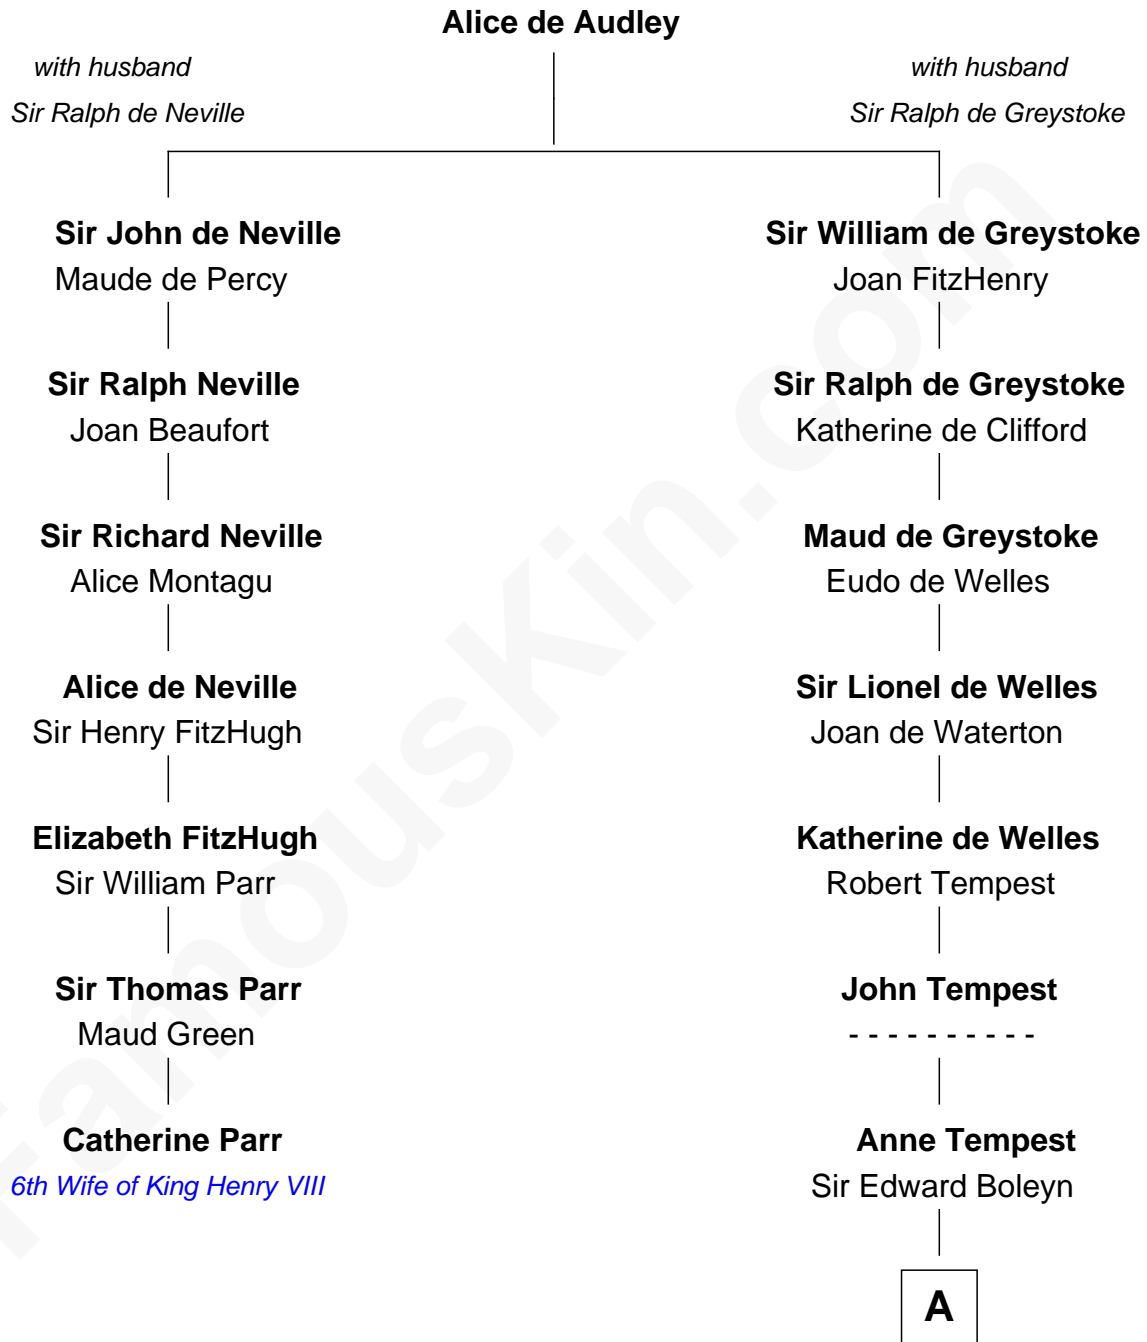 Alice de Audley
with husband
Sir Ralph de Neville
with husband
Sir Ralph de Greystoke
Sir John de Neville
Maude de Percy
Sir William de Greystoke
Joan FitzHenry
Sir Ralph Neville
Joan Beaufort
Sir Ralph de Greystoke
Katherine de Clifford
Sir Richard Neville
Alice Montagu
Maud de Greystoke
Eudo de Welles
Alice de Neville
Sir Henry FitzHugh
Sir Lionel de Welles
Joan de Waterton
Elizabeth FitzHugh
Sir William Parr
Katherine de Welles
Robert Tempest
Sir Thomas Parr
Maud Green
John Tempest
- - - - - - - - - -
Catherine Parr
6th Wife of King Henry VIII
Anne Tempest
Sir Edward Boleyn
A
FamousKin.com